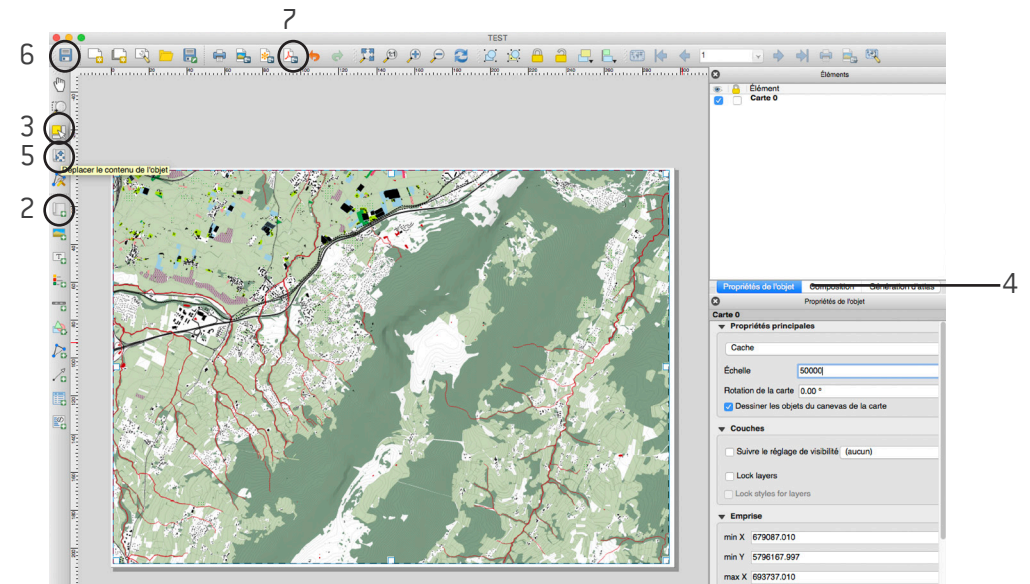 7
TEST
6
1:1
1
Éléments
Élément
Carte 0
3
5
Déplacer le contenu de l'objet
2
Propriétés de l'objet
Composition
Génération d'atlas
4
Propriétés de l'objet
Carte 0
Propriétés principales
Cache
Échelle
50000
Rotation de la carte
0.00 °
Dessiner les objets du canevas de la carte
Couches
Suivre le réglage de visibilité
(aucun)
Lock layers
Lock styles for layers
Emprise
min X
679087.010
min Y
5796167.997
max X
693737.010